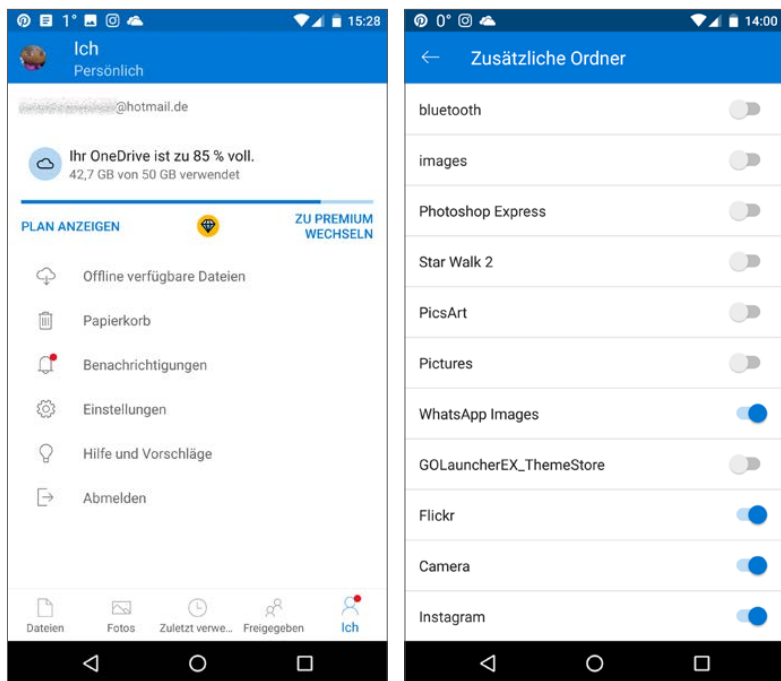 1° 15:28
Ich
Persönlich
@hotmail.de
Ihr OneDrive ist zu 85 % voll.
42,7 GB von 50 GB verwendet
PLAN ANZEIGEN
ZU PREMIUM
WECHSELN
Offline verfügbare Dateien
Papierkorb
Benachrichtigungen
Einstellungen
Hilfe und Vorschläge
Abmelden
Dateien Fotos Zuletzt verwe... Freigegeben Ich
0° 14:00
Zusätzliche Ordner
bluetooth
images
Photoshop Express
Star Walk 2
PicsArt
Pictures
WhatsApp Images
GOLauncherEX_ThemeStore
Flickr
Camera
Instagram